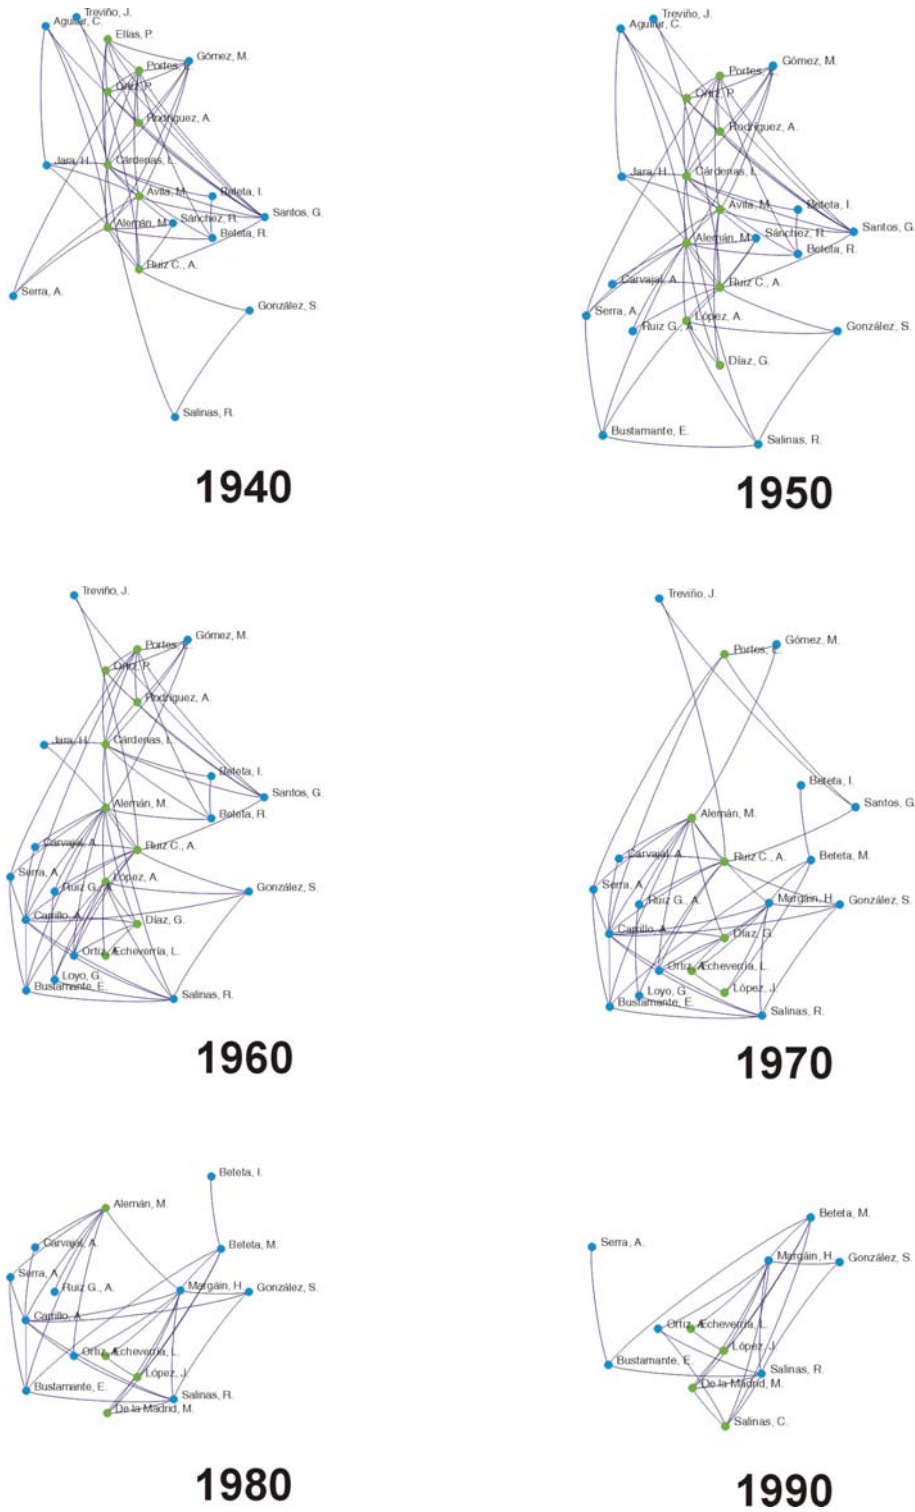 Treviño, J.
Aguilar, C.
Elías, P.
Gómez, M.
Portes, E.
Ortiz, P.
Rodríguez, A.
Jara, H.
Cárdenas, L.
Avila, M.
Beteta, I.
Santos, G.
Alemán, M.
Sánchez, R.
Beteta, R.
Ruiz C., A.
Serra, A.
González, S.
Salinas, R.
1940
Treviño, J.
Aguilar, C.
Gómez, M.
Portes,
Ortiz, P.
Rodríguez, A.
Jara, H.
Cárdenas, L.
Avila, M.
Beteta, I.
Santos, G.
Alemán, M.
Sánchez, R.
Beteta, R.
Carvajal, A.
Ruiz C., A.
Serra, A.
Ruiz G., A.
López, A.
González, S.
Díaz, G.
Bustamante, E.
Salinas, R.
1950
Treviño, J.
Gómez, M.
Portes, E.
Ortiz, P.
Rodríguez, A.
Jara, H.
Cárdenas, L.
Beteta, I.
Santos, G.
Alemán, M.
Beteta, R.
Carvajal, A.
Ruiz C., A.
Serra, A.
López, A.
Ruiz G., A.
González, S.
Carrillo, A.
Díaz, G.
Ortiz, A.
Echeverría, L.
Loyo, G.
Bustamante, E.
Salinas, R.
1960
Treviño, J.
Gómez, M.
Portes, E.
Beteta, I.
Santos, G.
Alemán, M.
Carvajal, A.
Ruiz C., A.
Beteta, M.
Serra, A.
Ruiz G., A.
Margáin, H.
González, S.
Carrillo, A.
Díaz, G.
Ortiz, A.
Echeverría, L.
López, J.
Loyo, G.
Bustamante, E.
Salinas, R.
1970
Beteta, I.
Alemán, M.
Carvajal, A.
Beteta, M.
Serra, A.
Ruiz G., A.
Margáin, H.
González, S.
Carrillo, A.
Ortiz, A.
Echeverría, L.
López, J.
Bustamante, E.
Salinas, R.
De la Madrid, M.
1980
Beteta, M.
Serra, A.
Margáin, H.
González, S.
Ortiz, A.
Echeverría, L.
López, J.
Bustamante, E.
Salinas, R.
De la Madrid, M.
Salinas, C.
1990